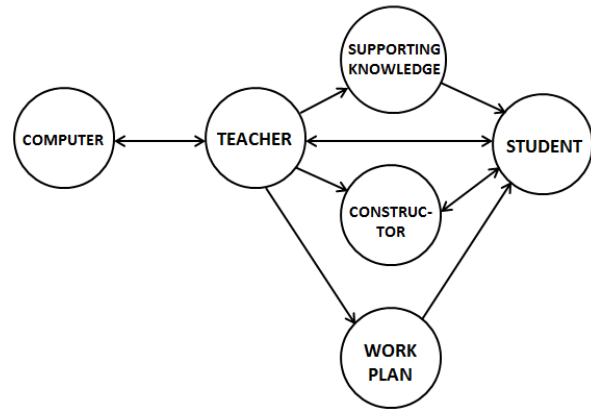 SUPPORTING
KNOWLEDGE
COMPUTER
TEACHER
STUDENT
CONSTRUC-
TOR
WORK
PLAN